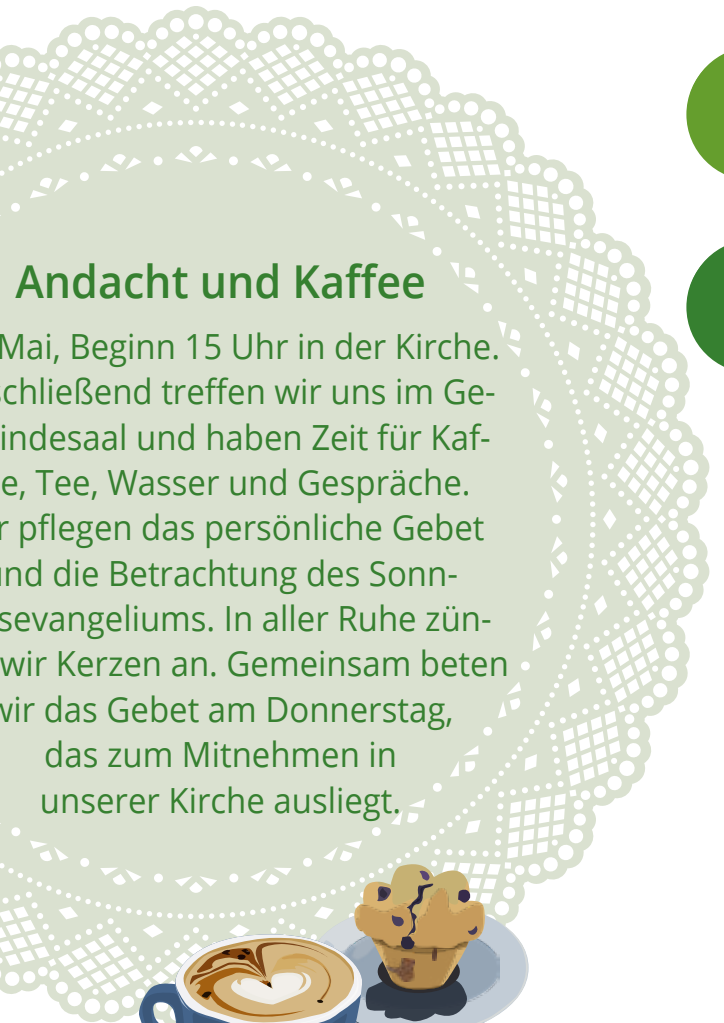 Andacht und Kaffee
Mai, Beginn 15 Uhr in der Kirche.
schließend treffen wir uns im Ge-
indesaal und haben Zeit für Kaf-
e, Tee, Wasser und Gespräche.
r pflegen das persönliche Gebet
und die Betrachtung des Sonn-
sevangeliums. In aller Ruhe zün-
wir Kerzen an. Gemeinsam beten
wir das Gebet am Donnerstag,
das zum Mitnehmen in
unserer Kirche ausliegt.